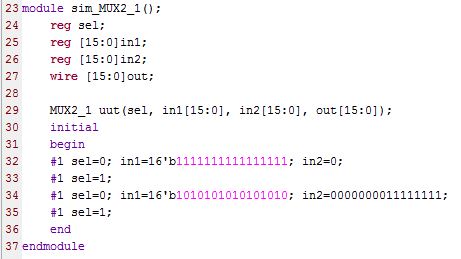 23 module sim_MUX2_1();
24 reg sel;
25 reg [15:0]in1;
26 reg [15:0]in2;
27 wire [15:0]out;
28
29 MUX2_1 uut(sel, in1[15:0], in2[15:0], out[15:0]);
30 initial
31 begin
32 #1 sel=0; in1=16'b1111111111111111; in2=0;
33 #1 sel=1;
34 #1 sel=0; in1=16'b1010101010101010; in2=0000000011111111;
35 #1 sel=1;
36 end
37 endmodule